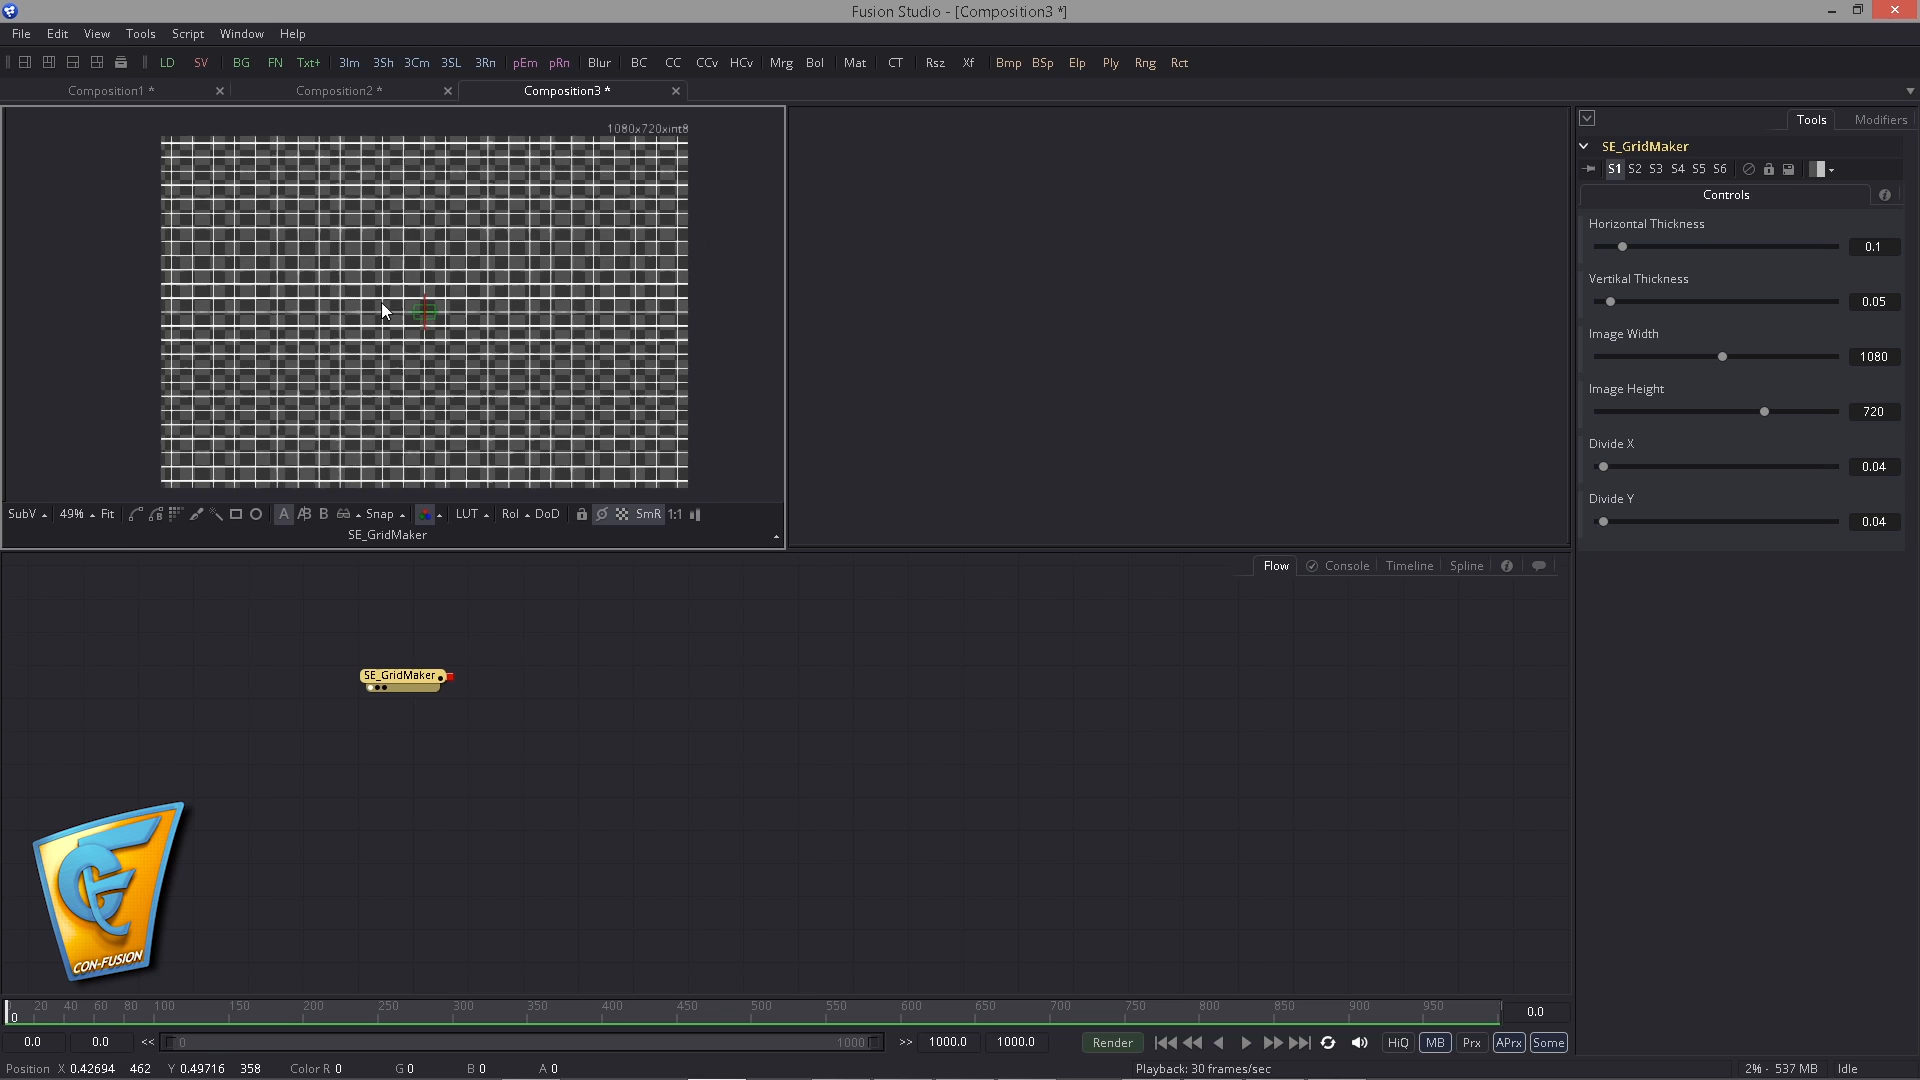 Fusion Studio - [Composition3 *]
File Edit View Tools Script Window Help
LD SV BG FN Txt+ 3Im 3Sh 3Cm 3SL 3Rn pEm pRn Blur BC CC CCv HCv Mrg Bol Mat CT Rsz Xf Bmp BSp Elp Ply Rng Rct
Composition1 * Composition2 * Composition3 *
1080x720xint8
Tools Modifiers
SE_GridMaker
S1 S2 S3 S4 S5 S6
Controls
Horizontal Thickness
0.1
Vertikal Thickness
0.05
Image Width
1080
Image Height
720
Divide X
0.04
Divide Y
0.04
SubV 49% Fit A A/B B Snap LUT RoI DoD SmR 1:1
SE_GridMaker
Flow Console Timeline Spline
SE_GridMaker
CON-FUSION
0 20 40 60 80 100 150 200 250 300 350 400 450 500 550 600 650 700 750 800 850 900 950 0.0
0.0 0.0 << 0 1000 >> 1000.0 1000.0 Render HiQ MB Prx APrx Some
Position X 0.42694 462 Y 0.49716 358 Color R 0 G 0 B 0 A 0 Playback: 30 frames/sec 2% - 537 MB Idle